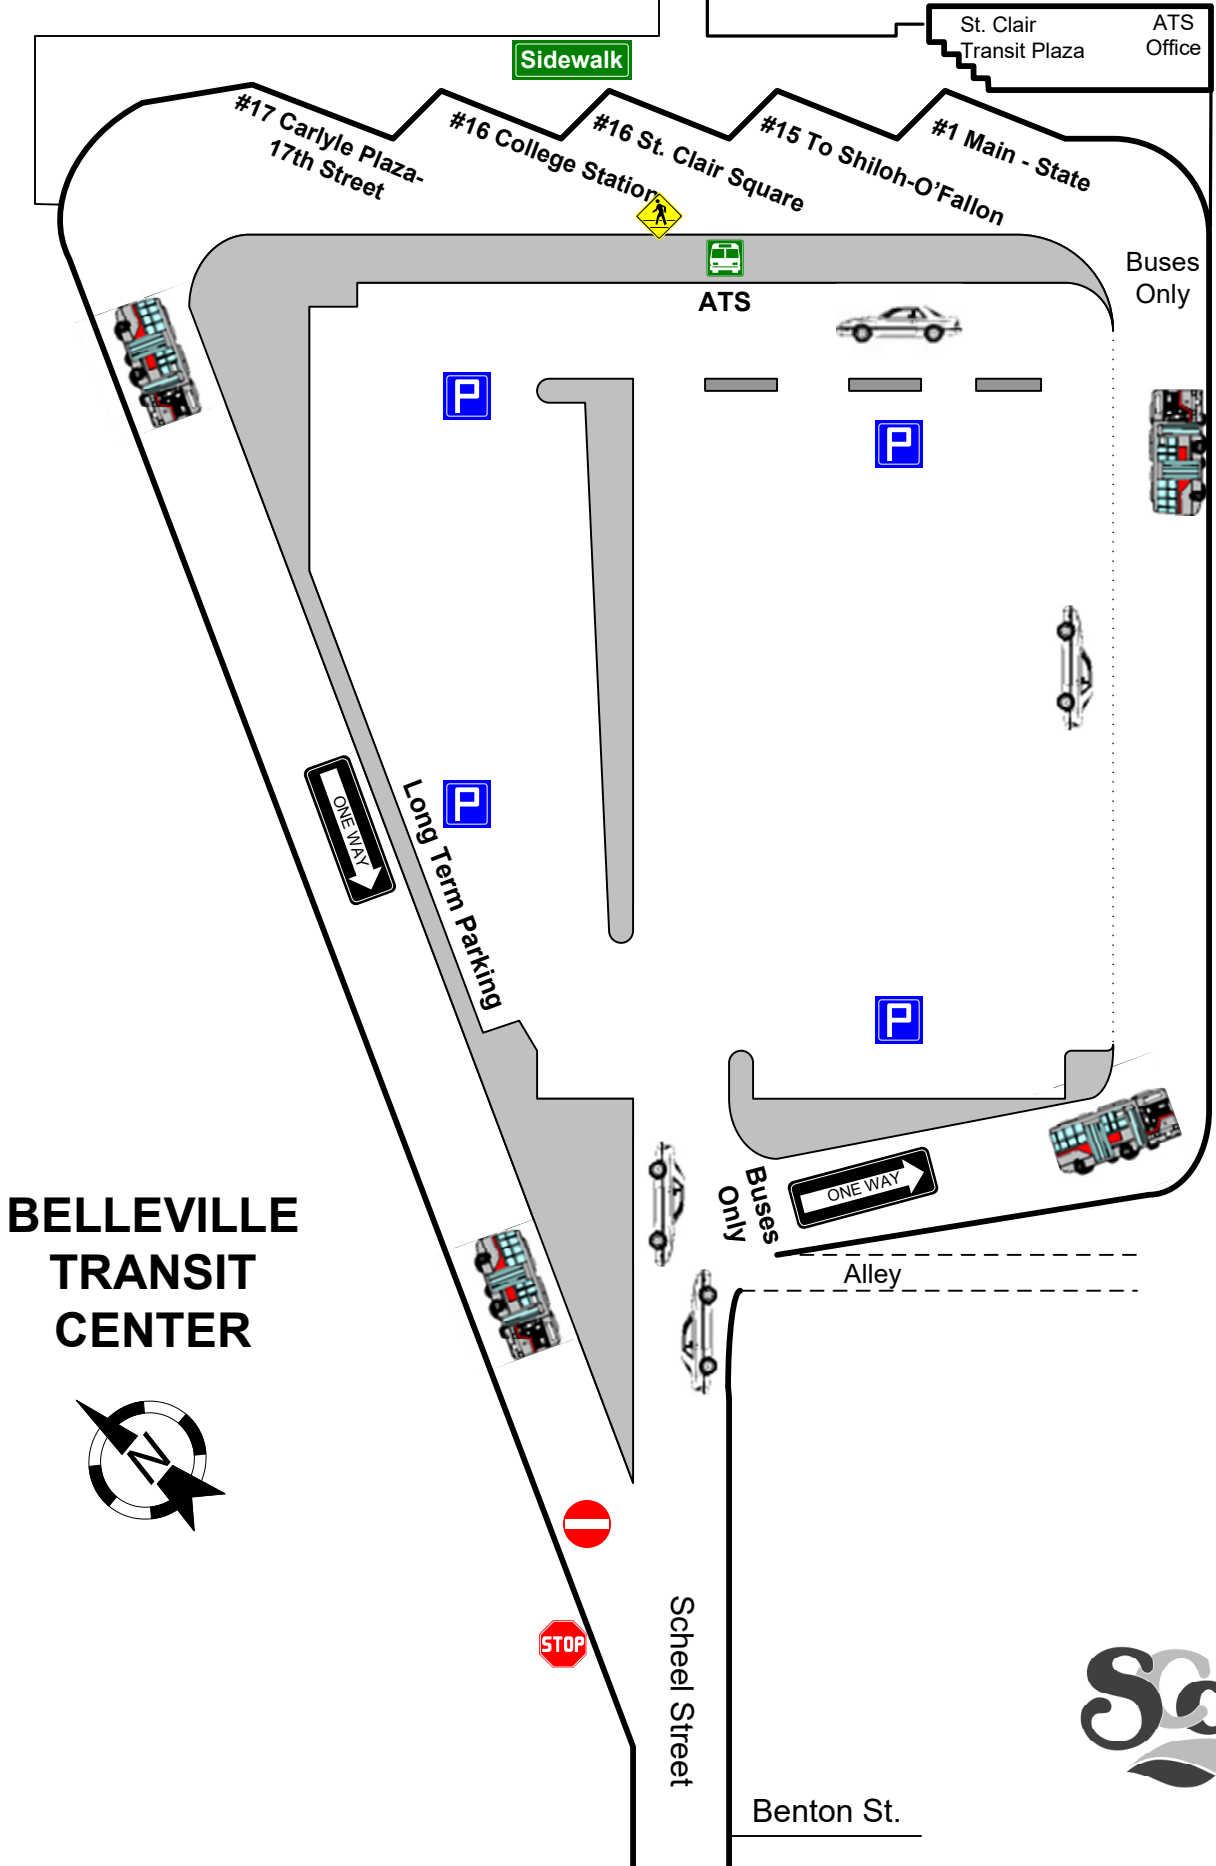 St. Clair
Transit Plaza
ATS
Office
Sidewalk
#17 Carlyle Plaza-
17th Street
#16 College Station
#16 St. Clair Square
#15 To Shiloh-O'Fallon
#1 Main - State
Buses
Only
ATS
P
P
P
ONE WAY
Long Term Parking
P
Buses
Only
ONE WAY
Alley
BELLEVILLE
TRANSIT
CENTER
N
STOP
Scheel Street
Benton St.